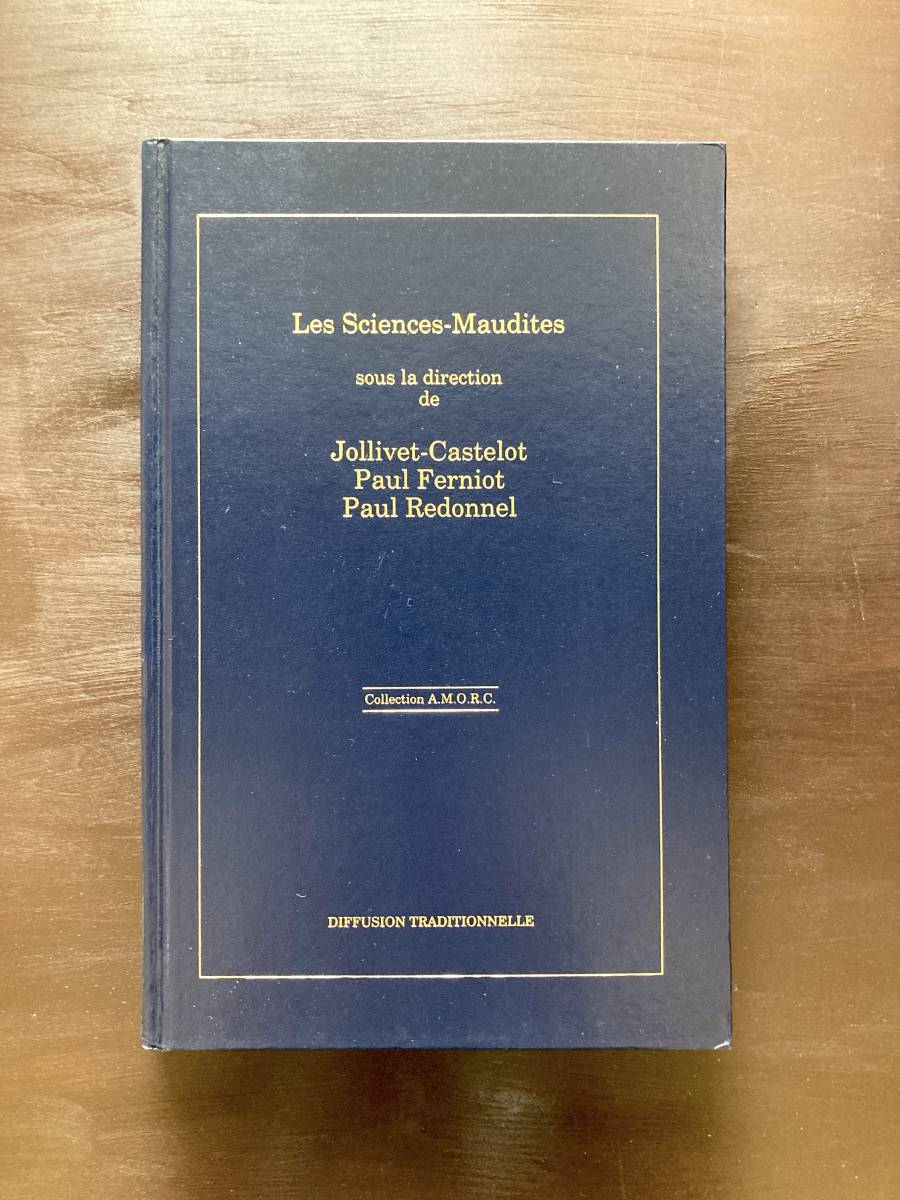 Les Sciences-Maudites
sous la direction
de
Jollivet-Castelot
Paul Ferniot
Paul Redonnel
Collection A.M.O.R.C.
DIFFUSION TRADITIONNELLE